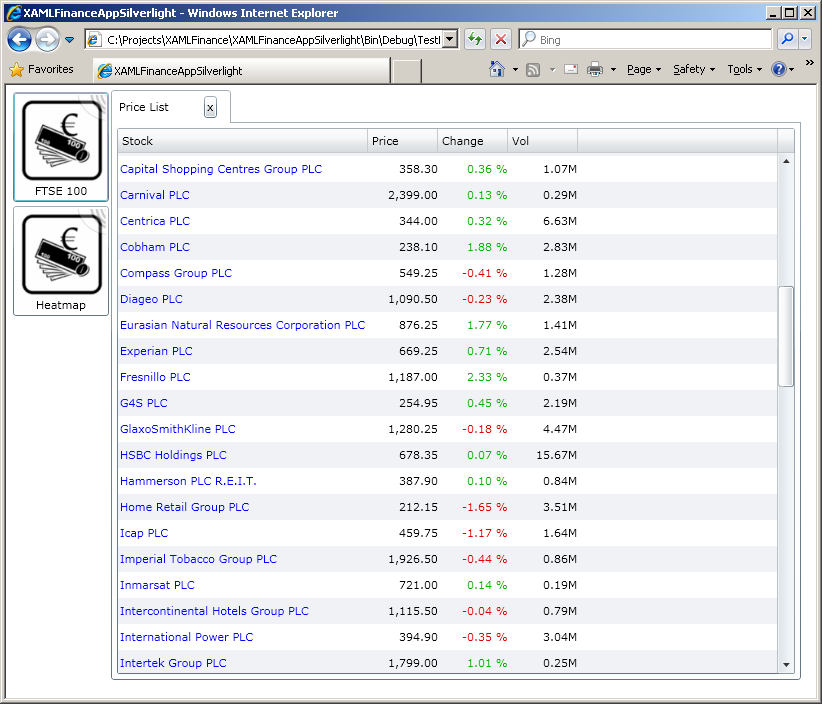 XAMLFinanceAppSilverlight - Windows Internet Explorer
C:\Projects\XAMLFinance\XAMLFinanceAppSilverlight\Bin\Debug\Test
Bing
Favorites
XAMLFinanceAppSilverlight
Page
Safety
Tools
FTSE 100
Heatmap
Price List x
Stock Price Change Vol
Capital Shopping Centres Group PLC 358.30 0.36 % 1.07M
Carnival PLC 2,399.00 0.13 % 0.29M
Centrica PLC 344.00 0.32 % 6.63M
Cobham PLC 238.10 1.88 % 2.83M
Compass Group PLC 549.25 -0.41 % 1.28M
Diageo PLC 1,090.50 -0.23 % 2.38M
Eurasian Natural Resources Corporation PLC 876.25 1.77 % 1.41M
Experian PLC 669.25 0.71 % 2.54M
Fresnillo PLC 1,187.00 2.33 % 0.37M
G4S PLC 254.95 0.45 % 2.19M
GlaxoSmithKline PLC 1,280.25 -0.18 % 4.47M
HSBC Holdings PLC 678.35 0.07 % 15.67M
Hammerson PLC R.E.I.T. 387.90 0.10 % 0.84M
Home Retail Group PLC 212.15 -1.65 % 3.51M
Icap PLC 459.75 -1.17 % 1.64M
Imperial Tobacco Group PLC 1,926.50 -0.44 % 0.86M
Inmarsat PLC 721.00 0.14 % 0.19M
Intercontinental Hotels Group PLC 1,115.50 -0.04 % 0.79M
International Power PLC 394.90 -0.35 % 3.04M
Intertek Group PLC 1,799.00 1.01 % 0.25M